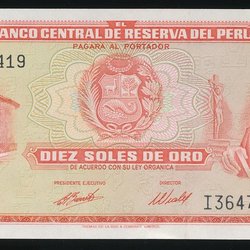 EL
BANCO CENTRAL DE RESERVA DEL PERU
PAGARA AL PORTADOR
419
DIEZ SOLES DE ORO
DE ACUERDO CON SU LEY ORGANICA
PRESIDENTE EJECUTIVO
DIRECTOR
I3647